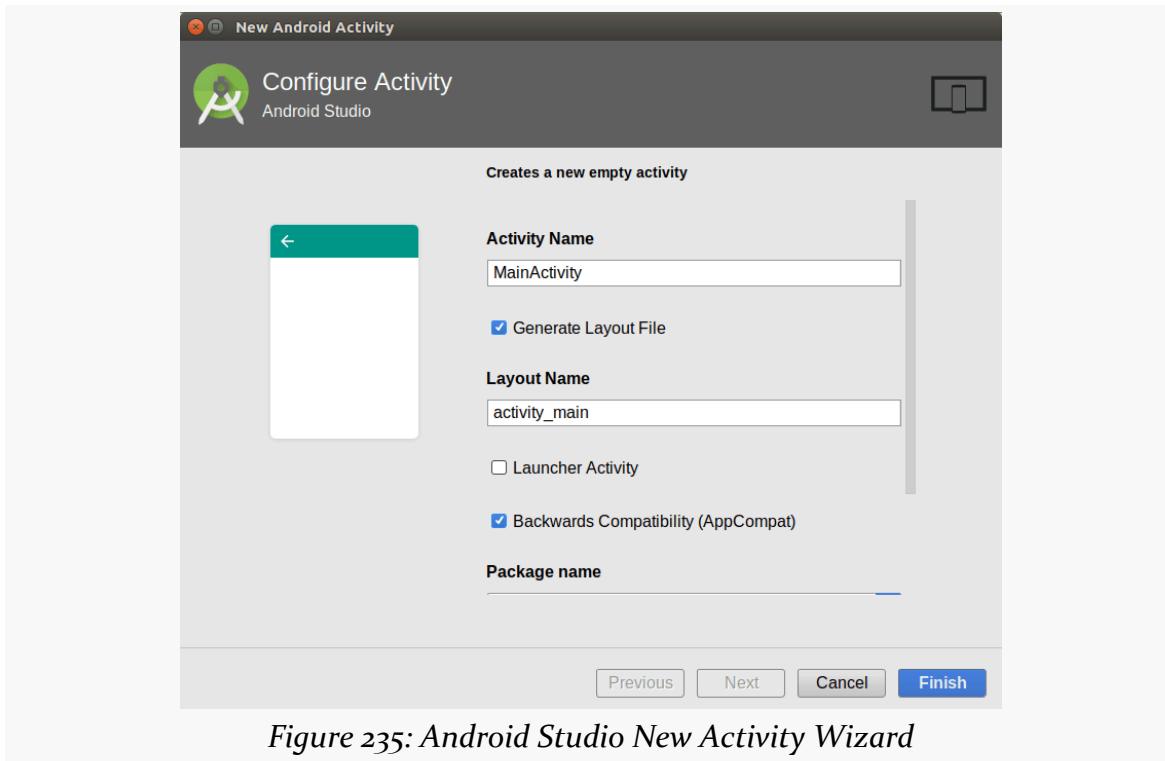 New Android Activity
Configure Activity
Android Studio
Creates a new empty activity
Activity Name
MainActivity
Generate Layout File
Layout Name
activity_main
Launcher Activity
Backwards Compatibility (AppCompat)
Package name
Previous
Next
Cancel
Finish
Figure 235: Android Studio New Activity Wizard